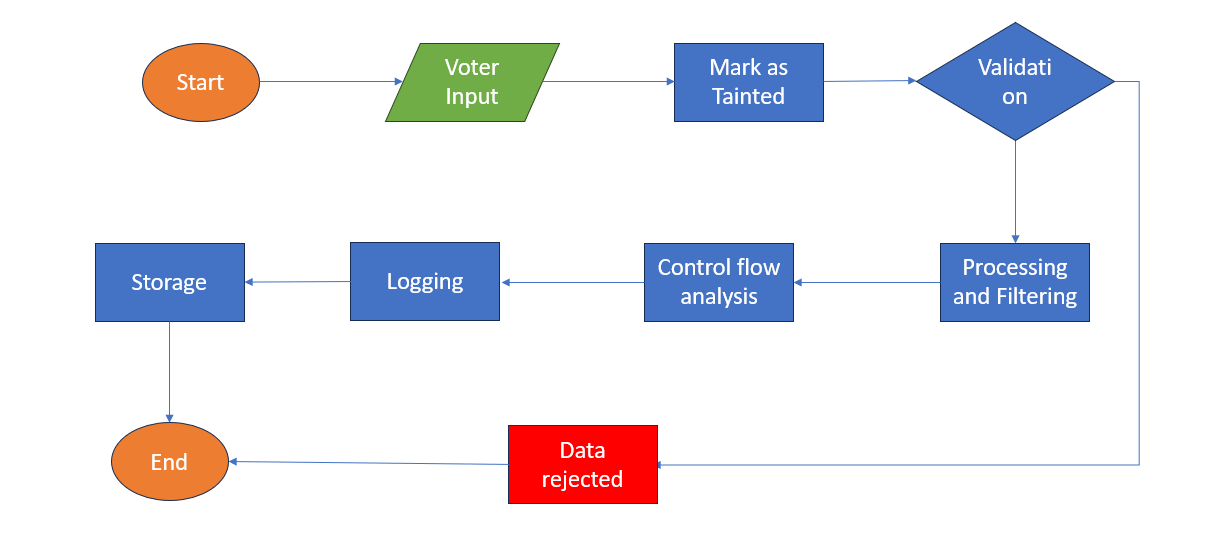 Start
Voter
Input
Mark as
Tainted
Validati
on
Storage
Logging
Control flow
analysis
Processing
and Filtering
End
Data
rejected